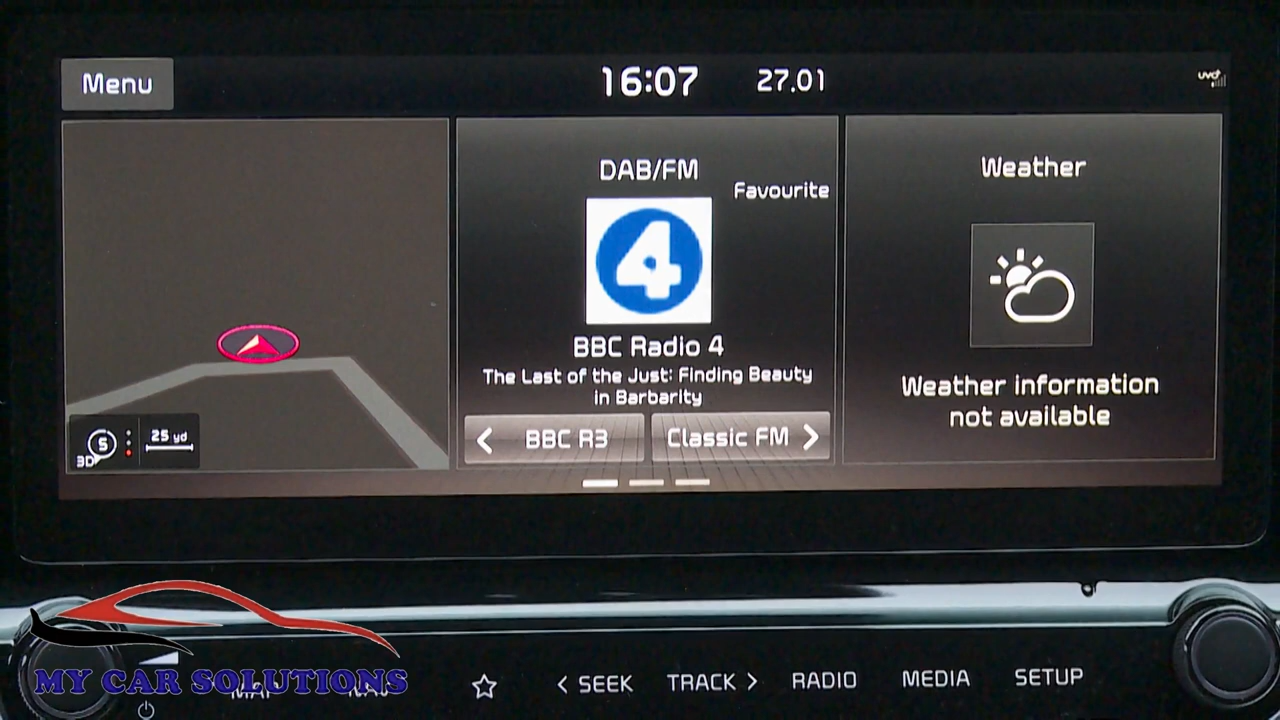 Menu
16:07 27.01
DAB/FM
Favourite
4
BBC Radio 4
The Last of the Just: Finding Beauty
in Barbarity
< BBC R3
Classic FM >
Weather
Weather information
not available
S
3D
25 yd
MY CAR SOLUTIONS
MAP
< SEEK
TRACK >
RADIO
MEDIA
SETUP